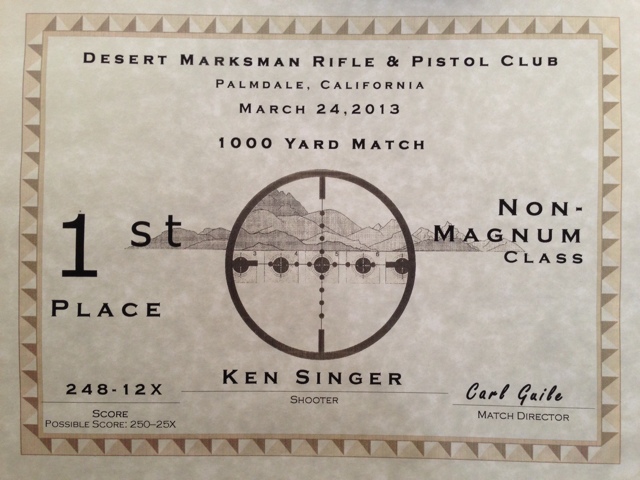 Desert Marksman Rifle & Pistol Club
Palmdale, California
March 24,2013
1000 Yard Match
1st
Place
Non-
Magnum
Class
Ken Singer
Shooter
248-12X
Score
Possible Score: 250–25X
Carl Guile
Match Director